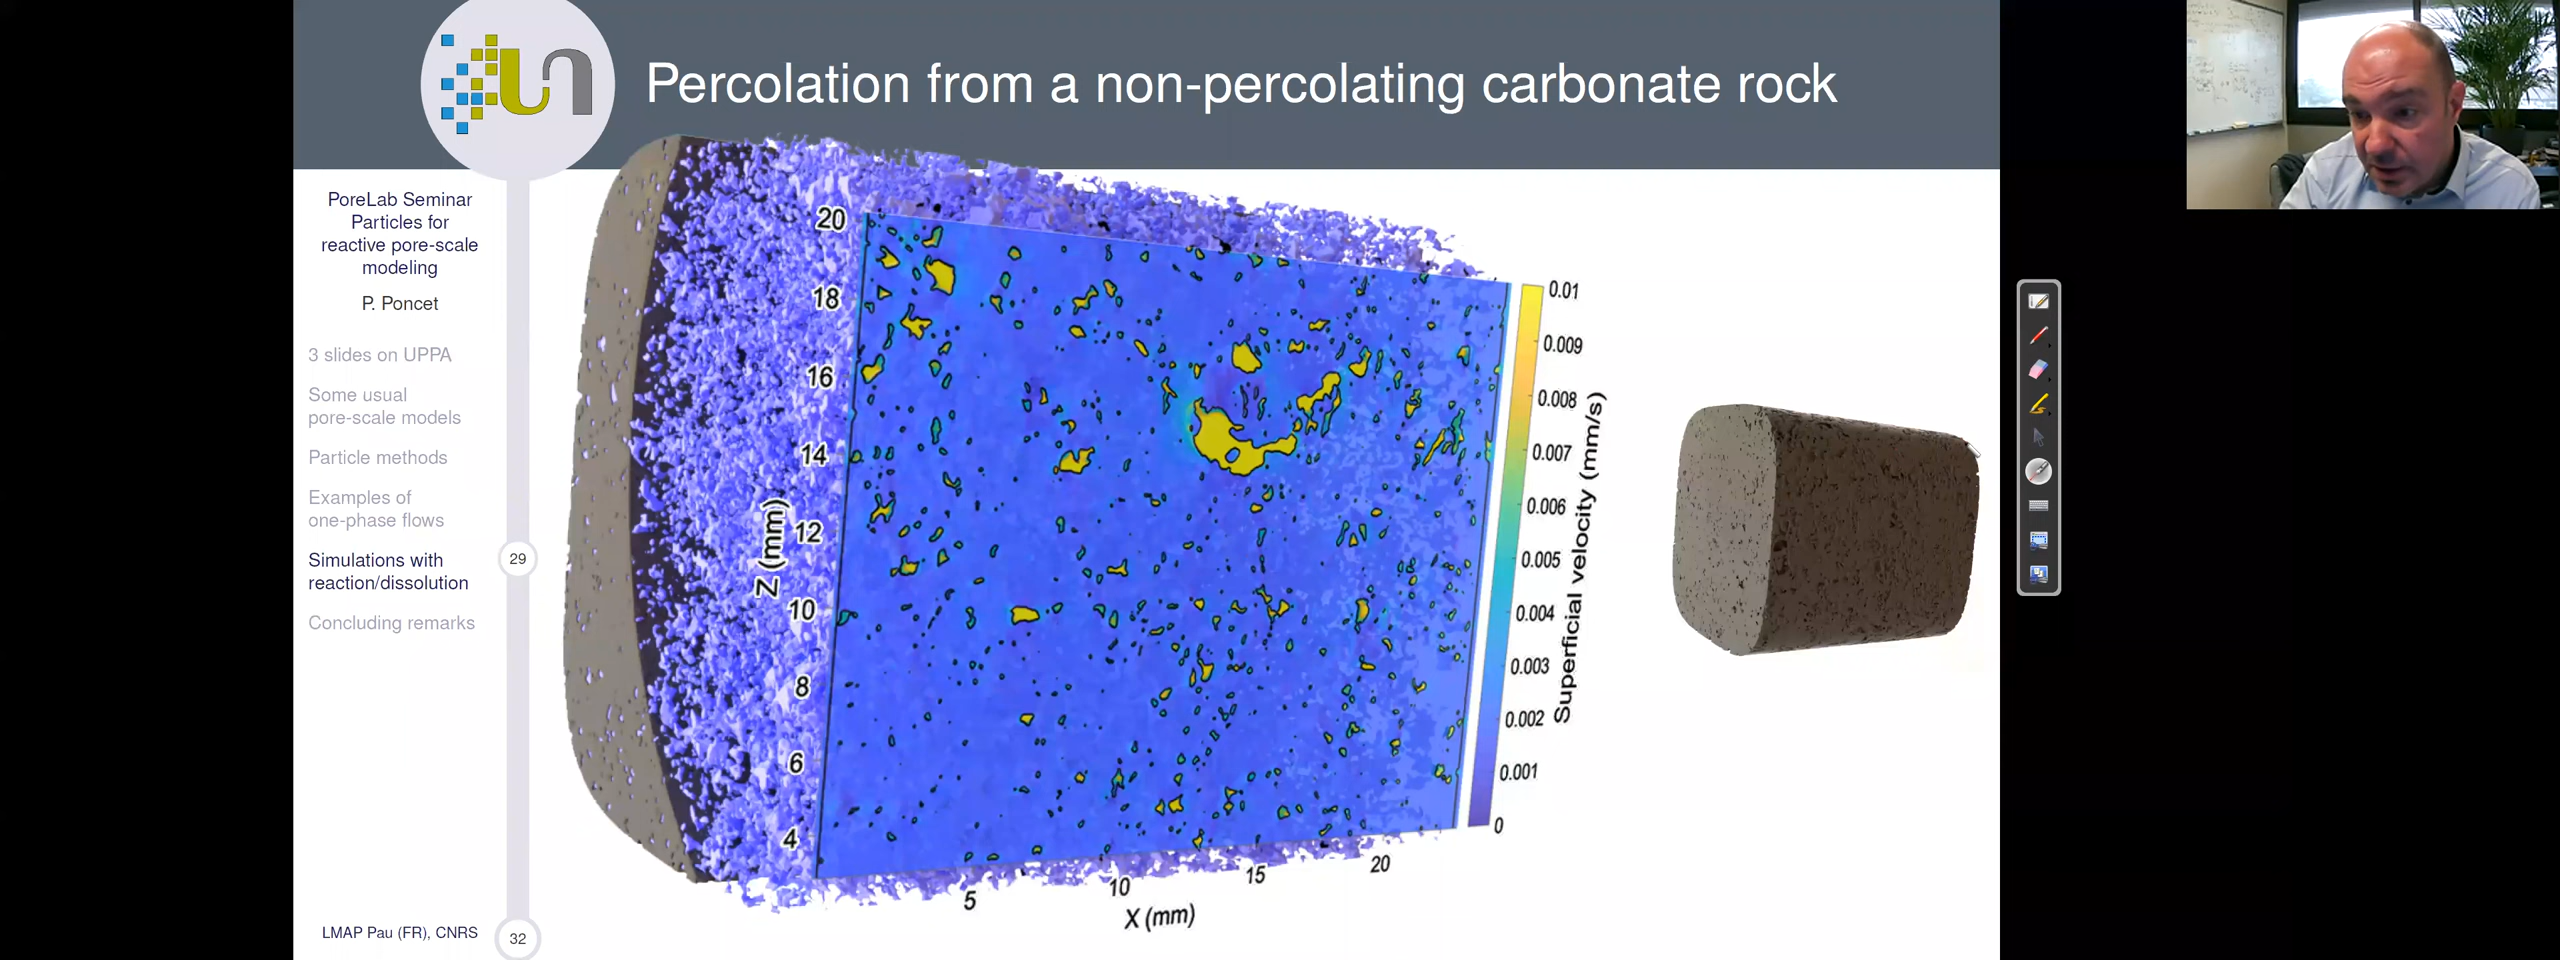 Percolation from a non-percolating carbonate rock
PoreLab Seminar
Particles for
reactive pore-scale
modeling
P. Poncet
3 slides on UPPA
Some usual
pore-scale models
Particle methods
Examples of
one-phase flows
Simulations with
reaction/dissolution
Concluding remarks
29
LMAP Pau (FR), CNRS
32
20
18
16
14
12
10
8
6
4
Z (mm)
5
10
15
20
X (mm)
0.01
0.009
0.008
0.007
0.006
0.005
0.004
0.003
0.002
0.001
0
Superficial velocity (mm/s)